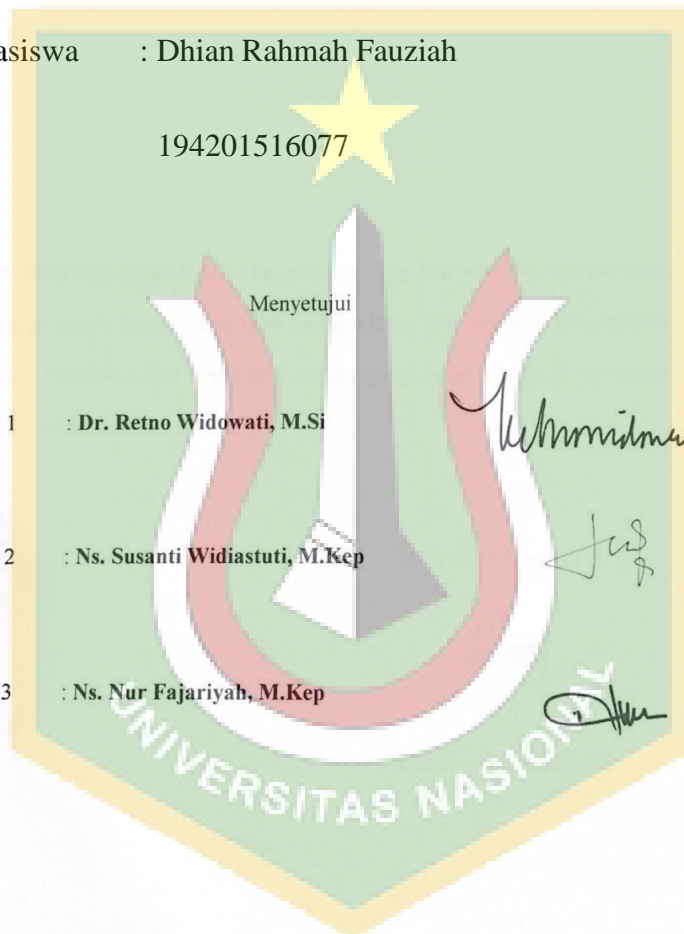 asiswa : Dhian Rahmah Fauziah
194201516077
Menyetujui
1 : Dr. Retno Widowati, M.Si
2 : Ns. Susanti Widiastuti, M.Kep
3 : Ns. Nur Fajariyah, M.Kep
UNIVERSITAS NASIONAL